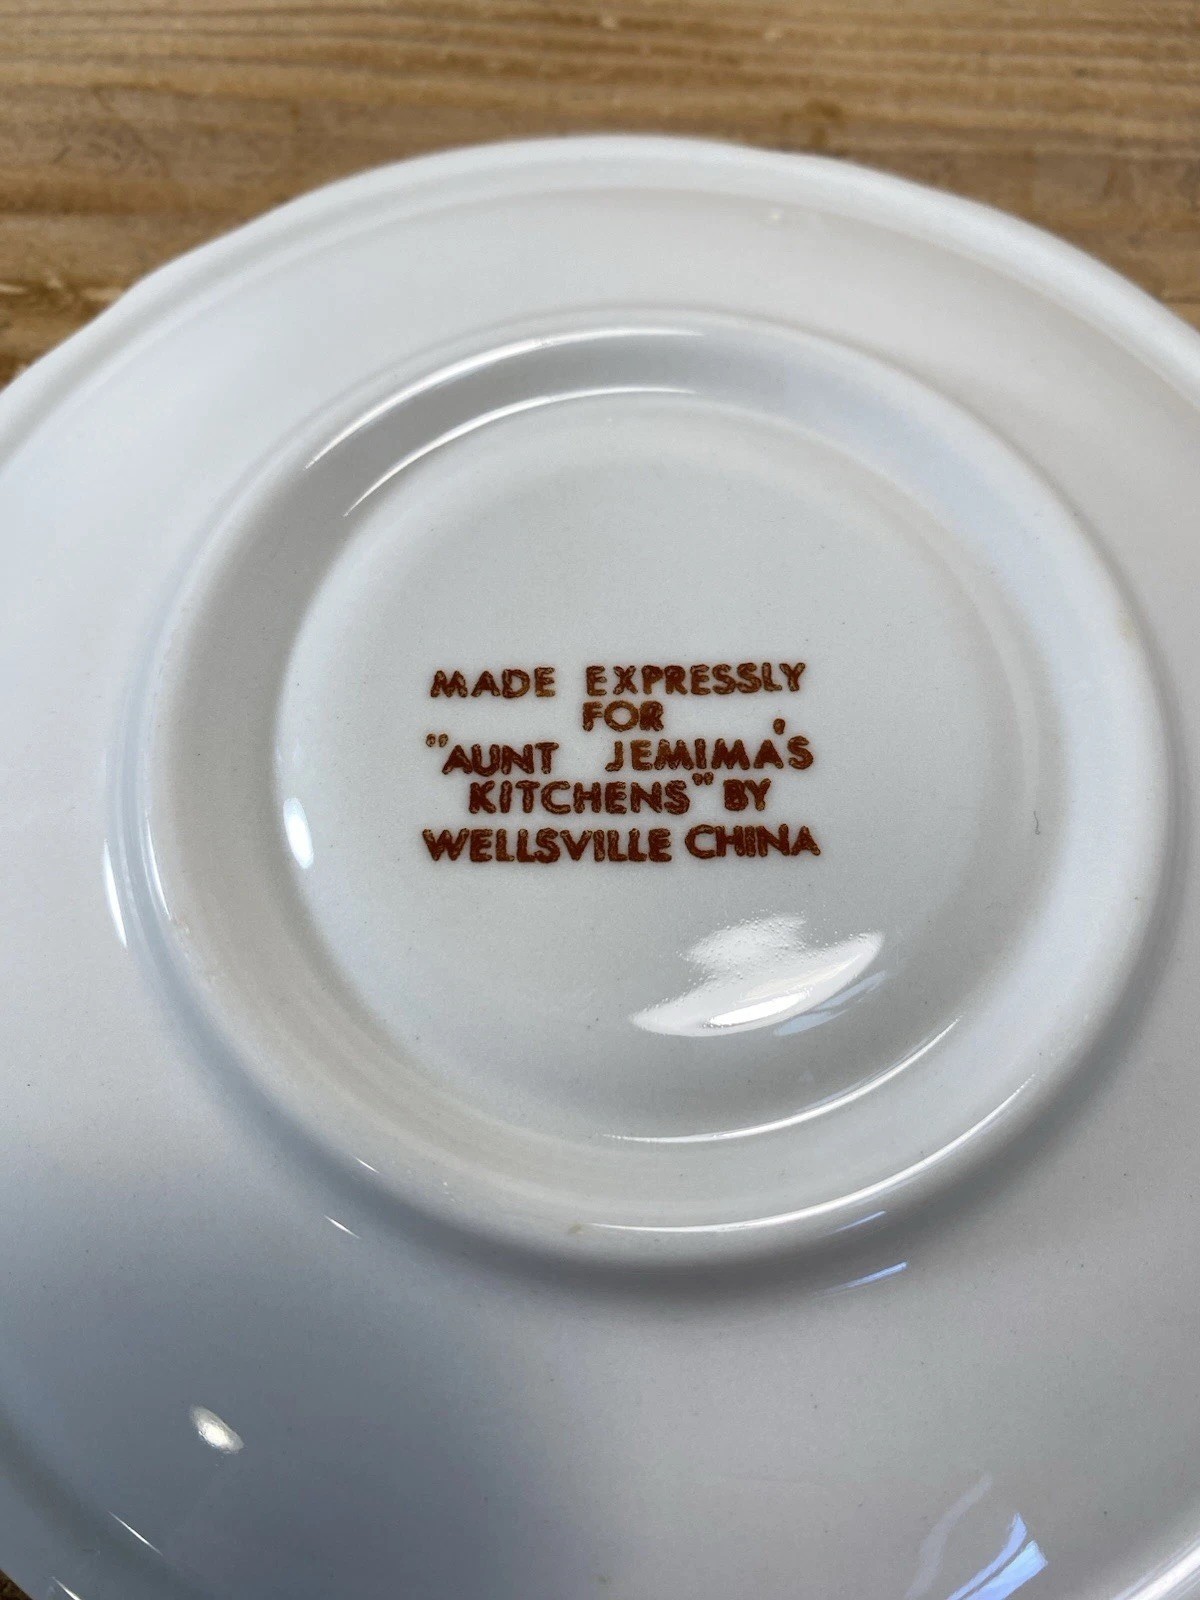 MADE EXPRESSLY
FOR
"AUNT JEMIMA'S
KITCHENS" BY
WELLSVILLE CHINA